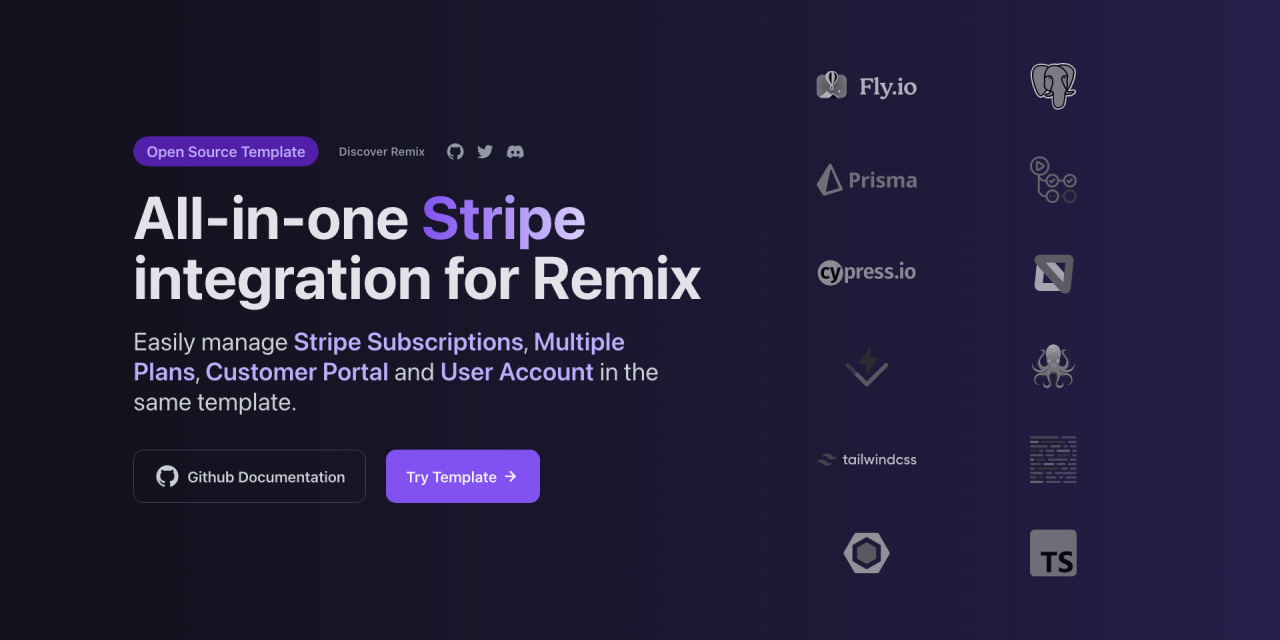 Open Source Template
Discover Remix
All-in-one Stripe
integration for Remix
Easily manage Stripe Subscriptions, Multiple
Plans, Customer Portal and User Account in the
same template.
Github Documentation
Try Template →
Fly.io
Prisma
cypress.io
tailwindcss
TS